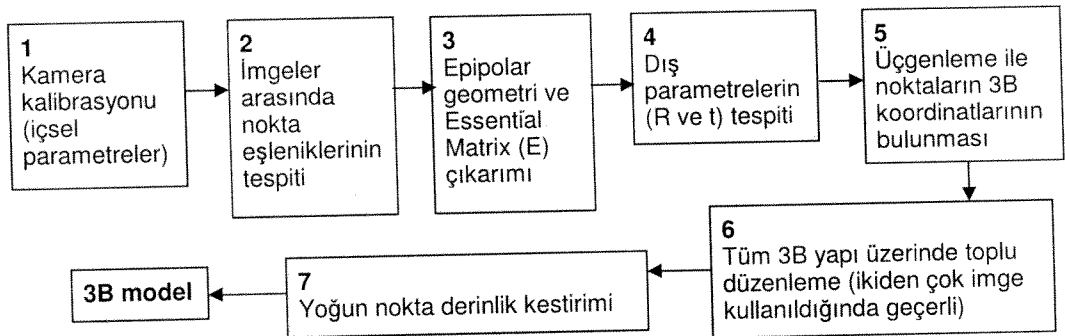 1
Kamera
kalibrasyonu
(içsel
parametreler)
2
İmgeler
arasında
nokta
eşleniklerinin
tespiti
3
Epipolar
geometri ve
Essential
Matrix (E)
çıkarımı
4
Dış
parametrelerin
(R ve t) tespiti
5
Üçgenleme ile
noktaların 3B
koordinatlarının
bulunması
6
Tüm 3B yapı üzerinde toplu
düzenleme (ikiden çok imge
kullanıldığında geçerli)
7
Yoğun nokta derinlik kestirimi
3B model